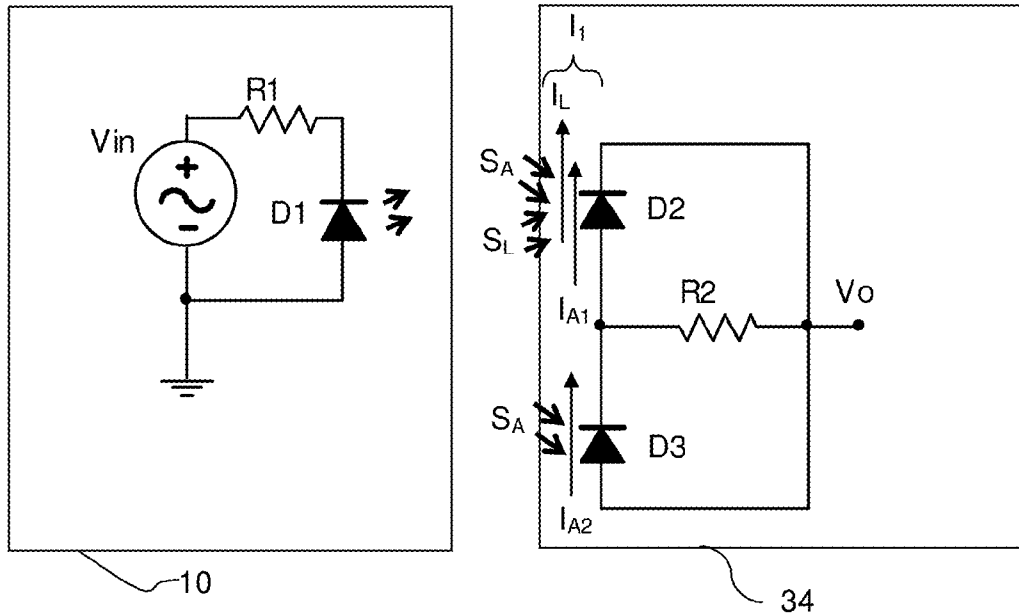 Vin
+
-
R1
D1
10
I1
IL
SA
SL
IA1
D2
R2
Vo
SA
D3
IA2
34